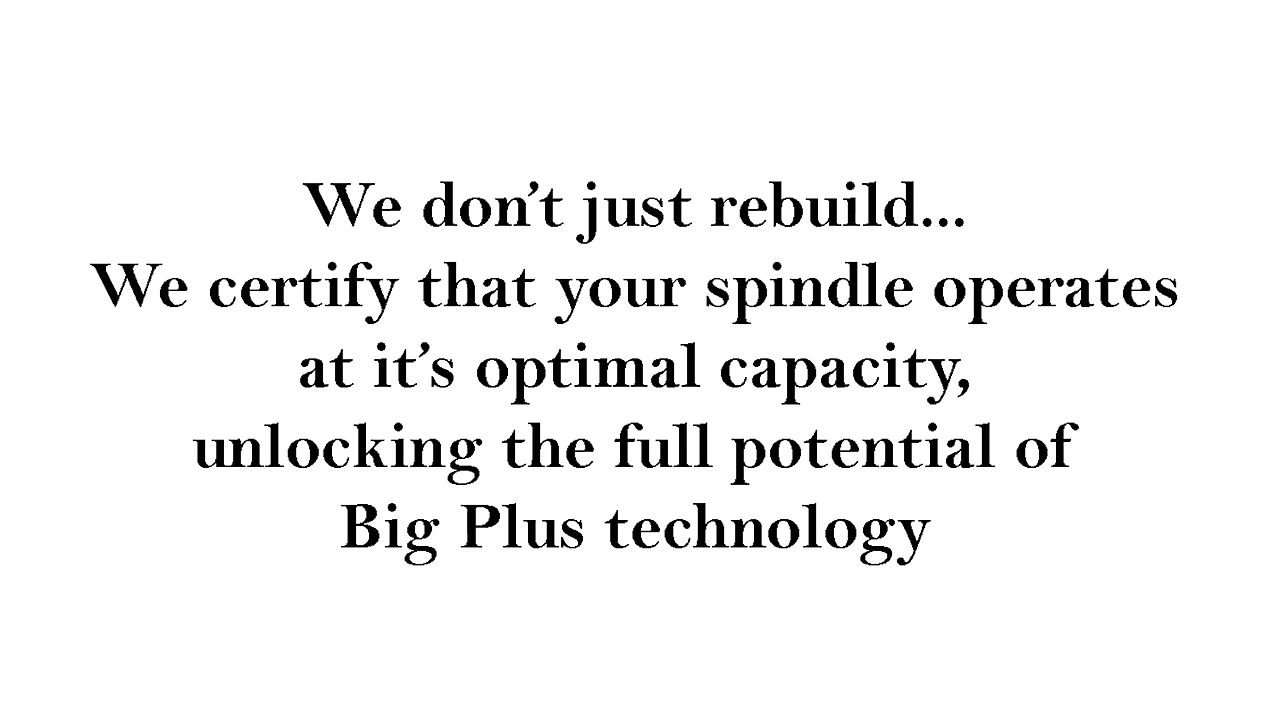 We don’t just rebuild...
We certify that your spindle operates
at it’s optimal capacity,
unlocking the full potential of
Big Plus technology